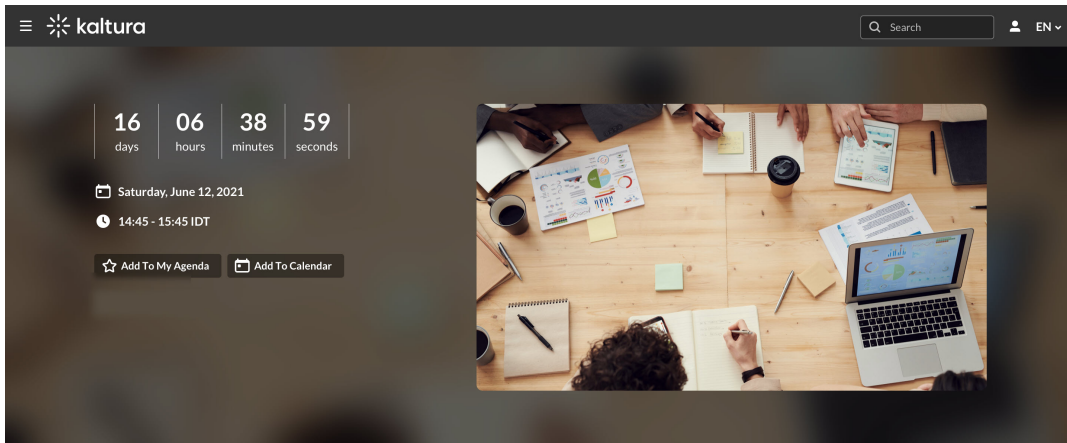 kaltura
Search
EN
16 06 38 59
days hours minutes seconds
Saturday, June 12, 2021
14:45 - 15:45 IDT
Add To My Agenda Add To Calendar